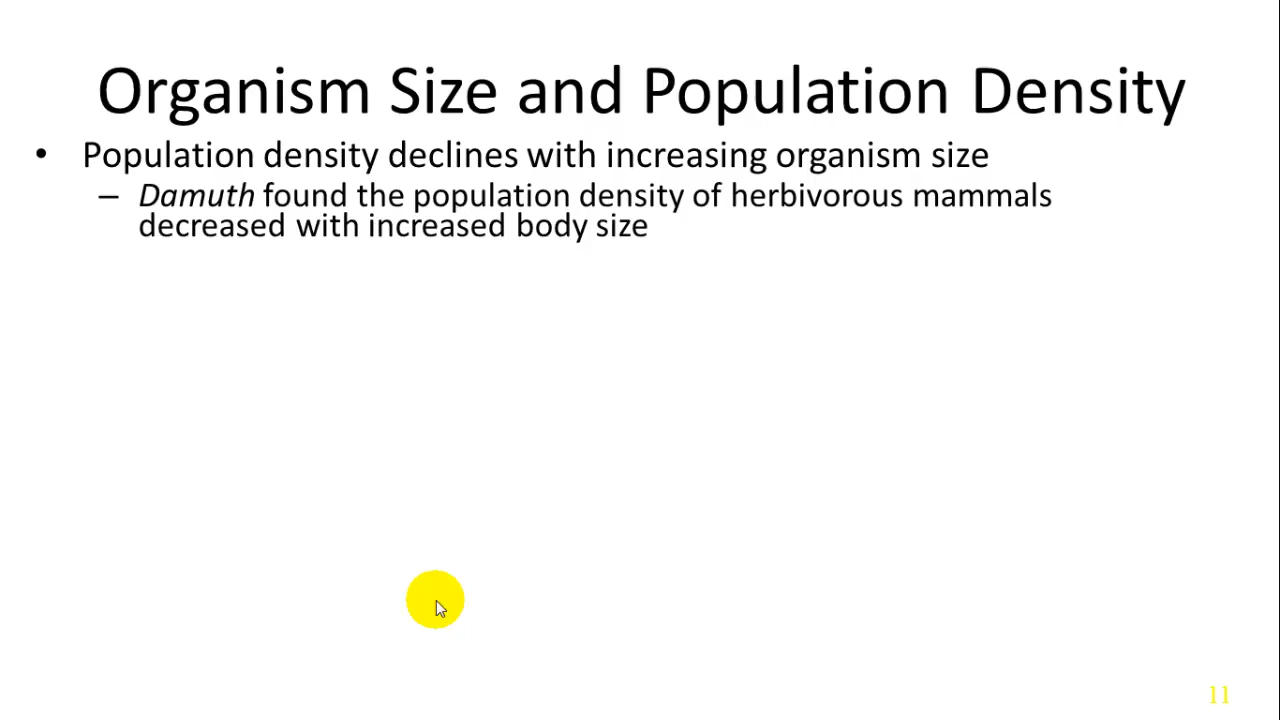 Organism Size and Population Density
• Population density declines with increasing organism size
– Damuth found the population density of herbivorous mammals
decreased with increased body size
11